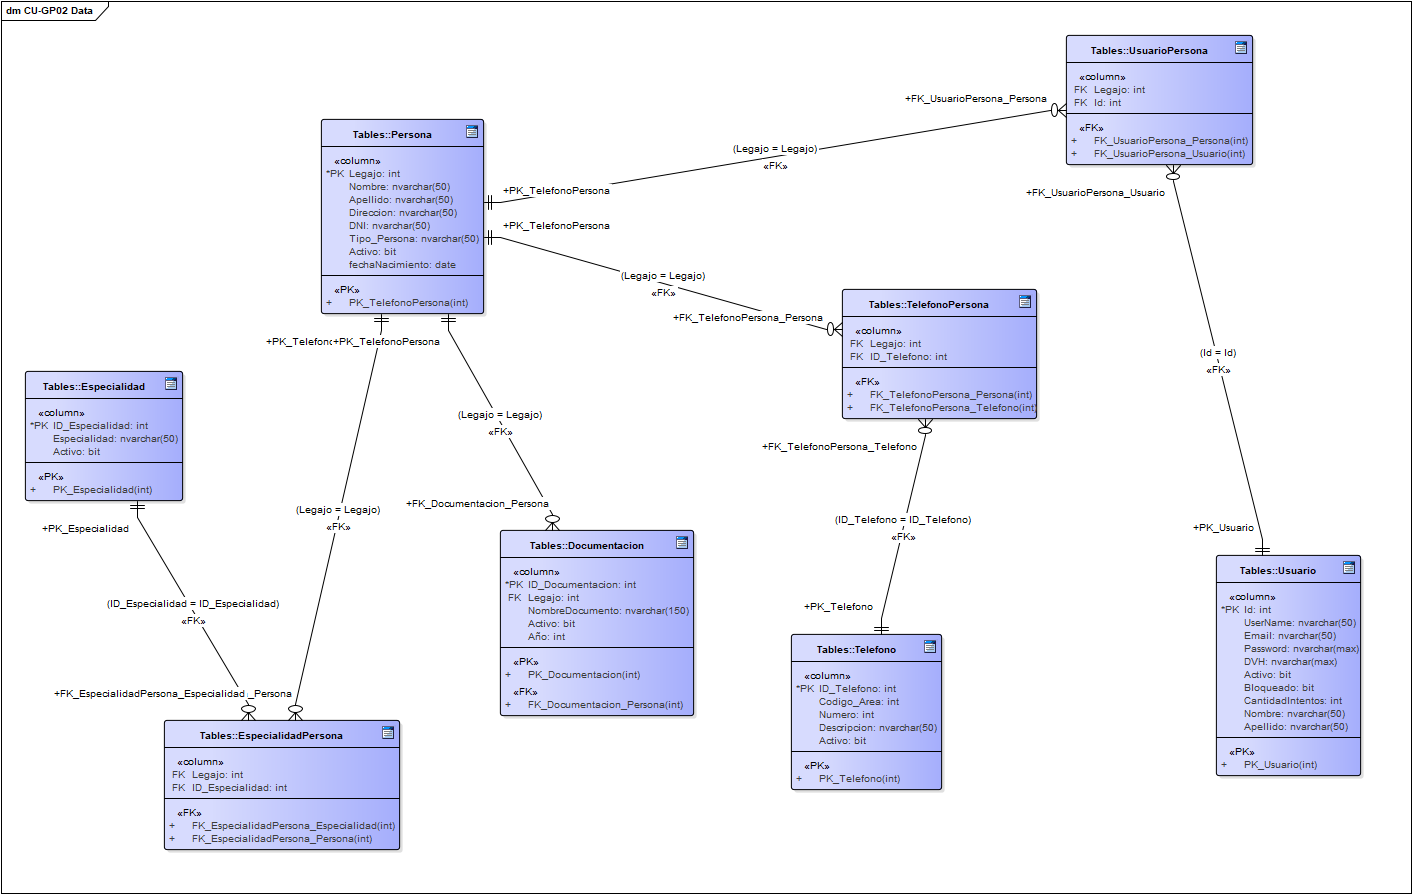 dm CU-GP02 Data
Tables::UsuarioPersona
«column»
FK Legajo: int
FK Id: int
«FK»
+ FK_UsuarioPersona_Persona(int)
+ FK_UsuarioPersona_Usuario(int)
+FK_UsuarioPersona_Persona
(Legajo = Legajo)
«FK»
+PK_TelefonoPersona
+FK_UsuarioPersona_Usuario
Tables::Persona
«column»
*PK Legajo: int
Nombre: nvarchar(50)
Apellido: nvarchar(50)
Direccion: nvarchar(50)
DNI: nvarchar(50)
Tipo_Persona: nvarchar(50)
Activo: bit
fechaNacimiento: date
«PK»
+ PK_TelefonoPersona(int)
+PK_TelefonoPersona
(Legajo = Legajo)
«FK»
+FK_TelefonoPersona_Persona
Tables::TelefonoPersona
«column»
FK Legajo: int
FK ID_Telefono: int
«FK»
+ FK_TelefonoPersona_Persona(int)
+ FK_TelefonoPersona_Telefono(int)
+PK_Telefono
+PK_TelefonoPersona
(Id = Id)
«FK»
Tables::Especialidad
«column»
*PK ID_Especialidad: int
Especialidad: nvarchar(50)
Activo: bit
«PK»
+ PK_Especialidad(int)
+PK_Especialidad
(Legajo = Legajo)
«FK»
+FK_Documentacion_Persona
(Legajo = Legajo)
«FK»
+FK_TelefonoPersona_Telefono
(ID_Telefono = ID_Telefono)
«FK»
+PK_Telefono
+PK_Usuario
Tables::Documentacion
«column»
*PK ID_Documentacion: int
FK Legajo: int
NombreDocumento: nvarchar(150)
Activo: bit
Año: int
«PK»
+ PK_Documentacion(int)
«FK»
+ FK_Documentacion_Persona(int)
Tables::Usuario
«column»
*PK Id: int
UserName: nvarchar(50)
Email: nvarchar(50)
Password: nvarchar(max)
DVH: nvarchar(max)
Activo: bit
Bloqueado: bit
CantidadIntentos: int
Nombre: nvarchar(50)
Apellido: nvarchar(50)
«PK»
+ PK_Usuario(int)
(ID_Especialidad = ID_Especialidad)
«FK»
+FK_EspecialidadPersona_Especialidad
_Persona
Tables::Telefono
«column»
*PK ID_Telefono: int
Codigo_Area: int
Numero: int
Descripcion: nvarchar(50)
Activo: bit
«PK»
+ PK_Telefono(int)
Tables::EspecialidadPersona
«column»
FK Legajo: int
FK ID_Especialidad: int
«FK»
+ FK_EspecialidadPersona_Especialidad(int)
+ FK_EspecialidadPersona_Persona(int)